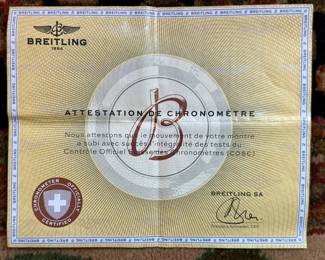 BREITLING
1884
ATTESTATION DE CHRONOMÈTRE
Nous attestons que le mouvement de votre montre
a subi avec succès l'intégralité des tests du
Contrôle Officiel Suisse des Chronomètres (COSC)
BREITLING SA
CHRONOMETER OFFICIALLY
CERTIFIED